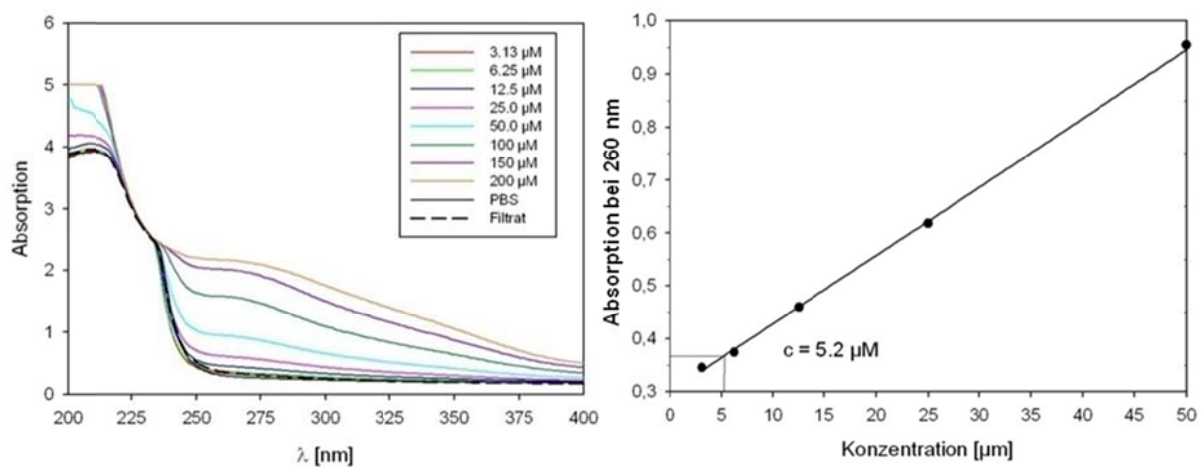 6
5
4
3
2
1
0
Absorption
200 225 250 275 300 325 350 375 400
λ [nm]
3.13 µM
6.25 µM
12.5 µM
25.0 µM
50.0 µM
100 µM
150 µM
200 µM
PBS
Filtrat
1,0
0,9
0,8
0,7
0,6
0,5
0,4
0,3
Absorption bei 260 nm
c = 5.2 µM
0 5 10 15 20 25 30 35 40 45 50
Konzentration [µm]